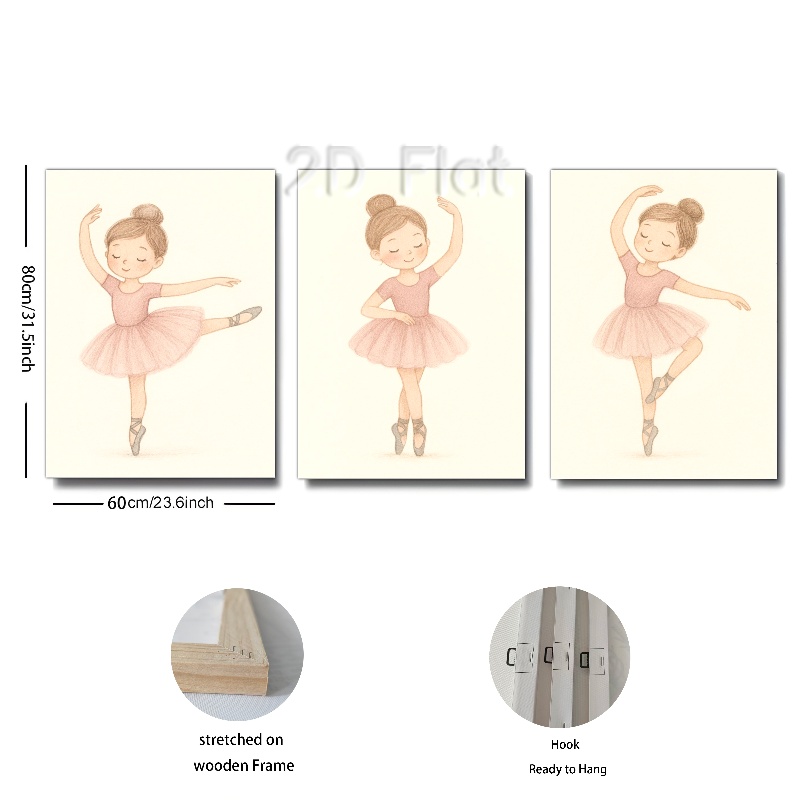 2D Flat
80cm/31.5inch
60cm/23.6inch
stretched on
wooden Frame
Hook
Ready to Hang